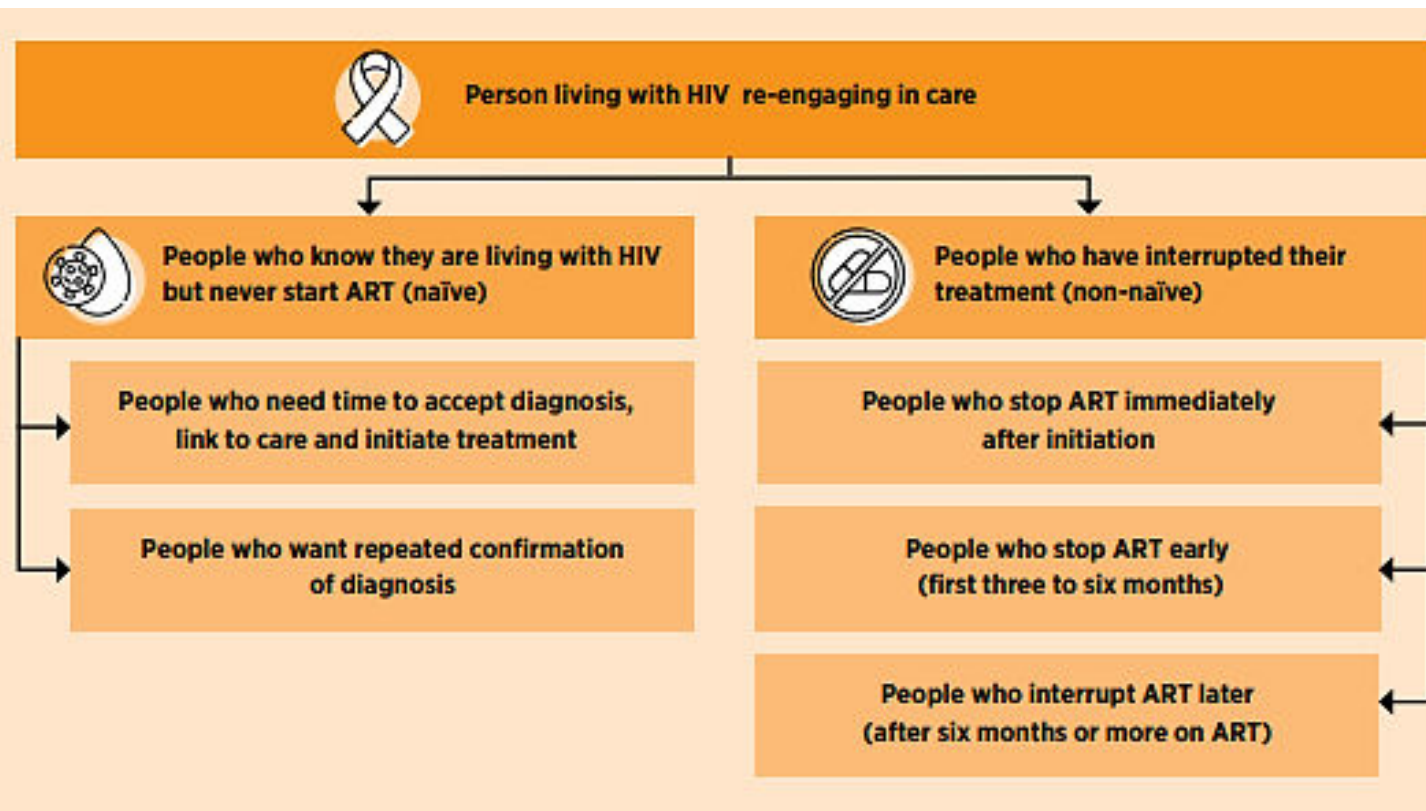 Person living with HIV re-engaging in care
People who know they are living with HIV
but never start ART (naïve)
People who need time to accept diagnosis,
link to care and initiate treatment
People who want repeated confirmation
of diagnosis
People who have interrupted their
treatment (non-naïve)
People who stop ART immediately
after initiation
People who stop ART early
(first three to six months)
People who interrupt ART later
(after six months or more on ART)